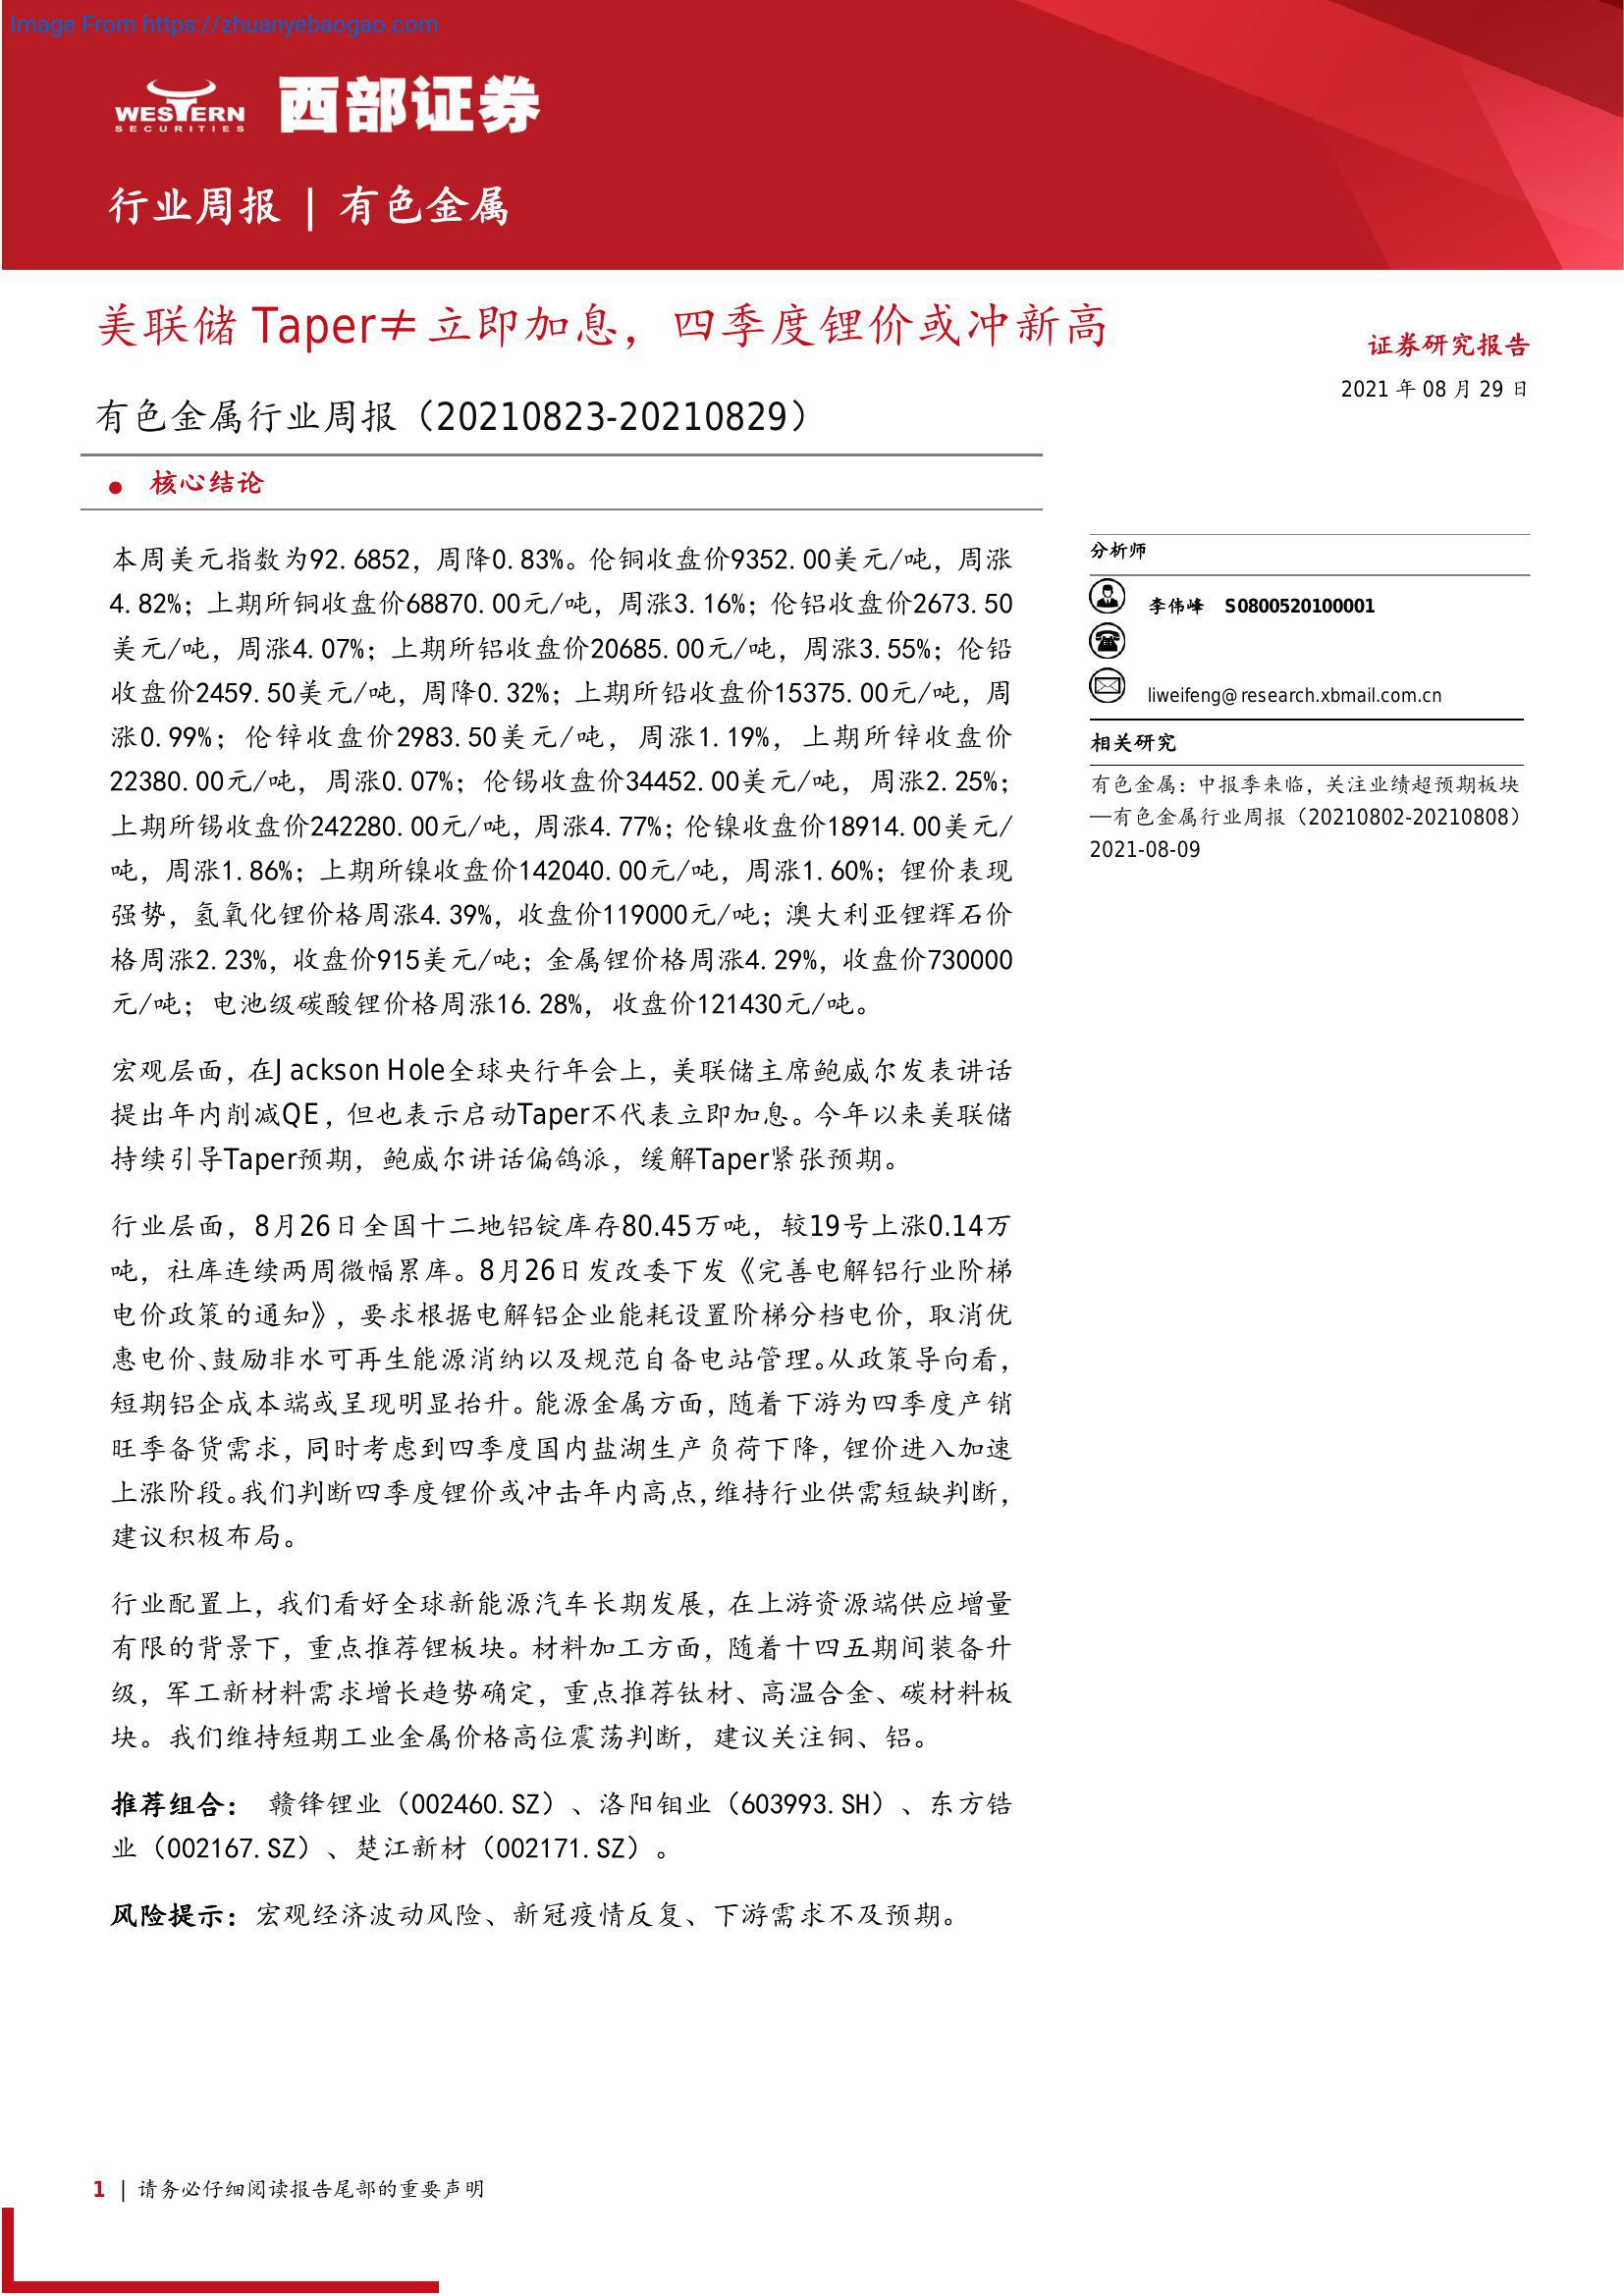 Image From https://zhuanyebaogao.com
WESTERN
SECURITIES
西部证券
行业周报 | 有色金属
美联储 Taper≠立即加息，四季度锂价或冲新高
有色金属行业周报（20210823-20210829）
● 核心结论
本周美元指数为92.6852，周降0.83%。伦铜收盘价9352.00美元/吨，周涨
4.82%；上期所铜收盘价68870.00元/吨，周涨3.16%；伦铝收盘价2673.50
美元/吨，周涨4.07%；上期所铝收盘价20685.00元/吨，周涨3.55%；伦铅
收盘价2459.50美元/吨，周降0.32%；上期所铅收盘价15375.00元/吨，周
涨0.99%；伦锌收盘价2983.50美元/吨，周涨1.19%，上期所锌收盘价
22380.00元/吨，周涨0.07%；伦锡收盘价34452.00美元/吨，周涨2.25%；
上期所锡收盘价242280.00元/吨，周涨4.77%；伦镍收盘价18914.00美元/
吨，周涨1.86%；上期所镍收盘价142040.00元/吨，周涨1.60%；锂价表现
强势，氢氧化锂价格周涨4.39%，收盘价119000元/吨；澳大利亚锂辉石价
格周涨2.23%，收盘价915美元/吨；金属锂价格周涨4.29%，收盘价730000
元/吨；电池级碳酸锂价格周涨16.28%，收盘价121430元/吨。
宏观层面，在Jackson Hole全球央行年会上，美联储主席鲍威尔发表讲话
提出年内削减QE，但也表示启动Taper不代表立即加息。今年以来美联储
持续引导Taper预期，鲍威尔讲话偏鸽派，缓解Taper紧张预期。
行业层面，8月26日全国十二地铝锭库存80.45万吨，较19号上涨0.14万
吨，社库连续两周微幅累库。8月26日发改委下发《完善电解铝行业阶梯
电价政策的通知》，要求根据电解铝企业能耗设置阶梯分档电价，取消优
惠电价、鼓励非水可再生能源消纳以及规范自备电站管理。从政策导向看，
短期铝企成本端或呈现明显抬升。能源金属方面，随着下游为四季度产销
旺季备货需求，同时考虑到四季度国内盐湖生产负荷下降，锂价进入加速
上涨阶段。我们判断四季度锂价或冲击年内高点，维持行业供需短缺判断，
建议积极布局。
行业配置上，我们看好全球新能源汽车长期发展，在上游资源端供应增量
有限的背景下，重点推荐锂板块。材料加工方面，随着十四五期间装备升
级，军工新材料需求增长趋势确定，重点推荐钛材、高温合金、碳材料板
块。我们维持短期工业金属价格高位震荡判断，建议关注铜、铝。
推荐组合： 赣锋锂业（002460.SZ）、洛阳钼业（603993.SH）、东方锆
业（002167.SZ）、楚江新材（002171.SZ）。
风险提示：宏观经济波动风险、新冠疫情反复、下游需求不及预期。
证券研究报告
2021 年 08 月 29 日
分析师
李伟峰 S0800520100001
liweifeng@research.xbmail.com.cn
相关研究
有色金属：中报季来临，关注业绩超预期板块
—有色金属行业周报（20210802-20210808）
2021-08-09
1 | 请务必仔细阅读报告尾部的重要声明